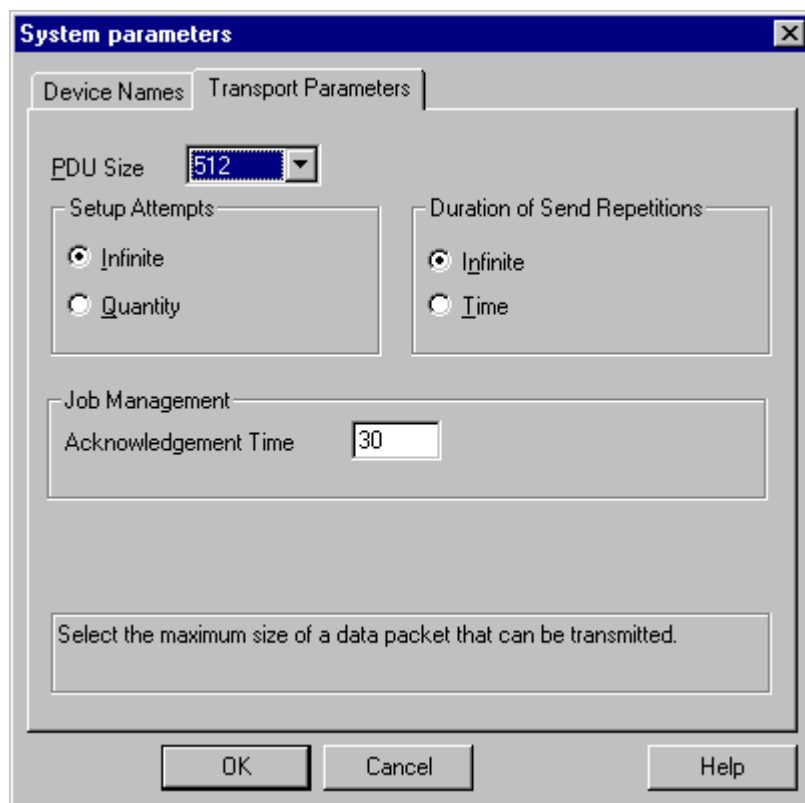 System parameters
Device Names
Transport Parameters
PDU Size
512
Setup Attempts
Infinite
Quantity
Duration of Send Repetitions
Infinite
Time
Job Management
Acknowledgement Time
30
Select the maximum size of a data packet that can be transmitted.
OK
Cancel
Help